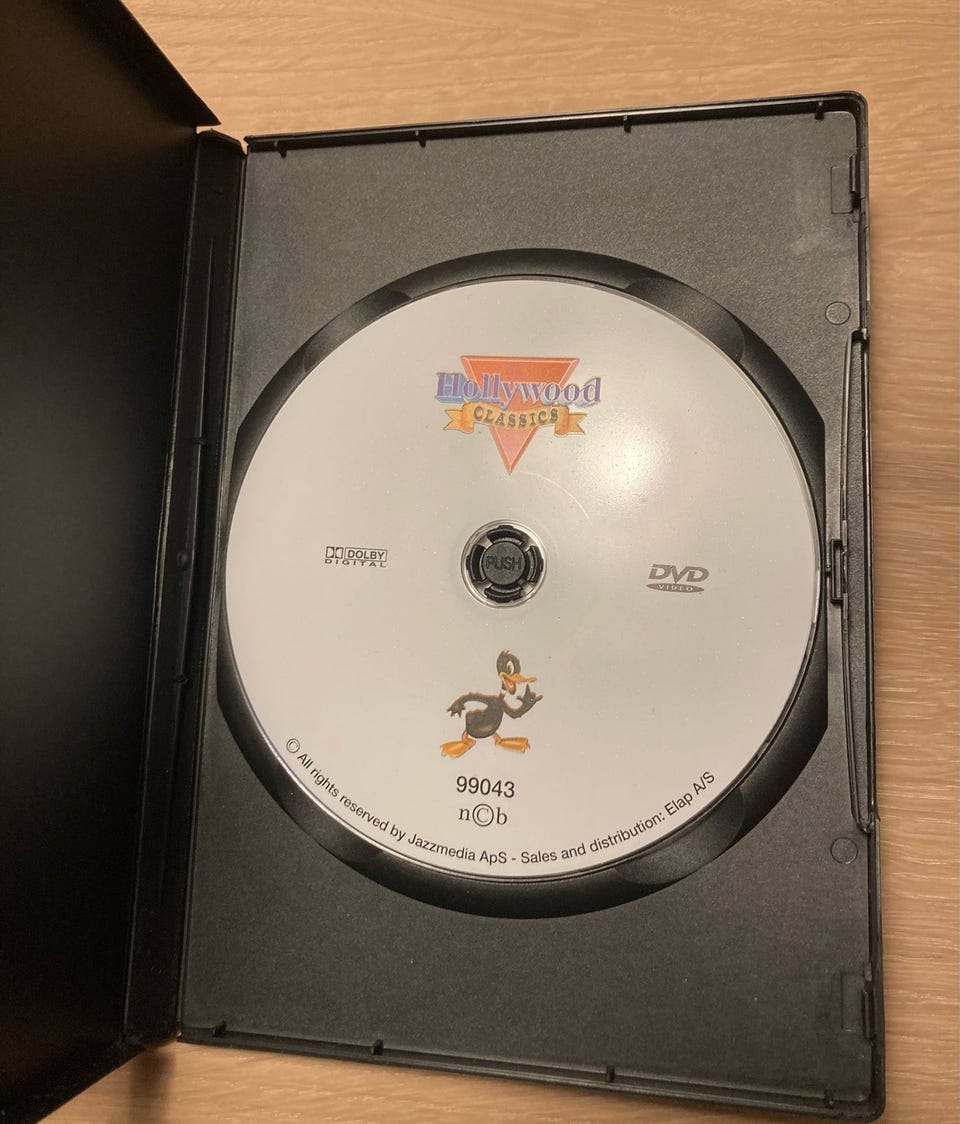 Hollywood
CLASSICS
DOLBY
DIGITAL
PUSH
DVD
VIDEO
99043
n©b
© All rights reserved by Jazzmedia ApS - Sales and distribution: Elap A/S